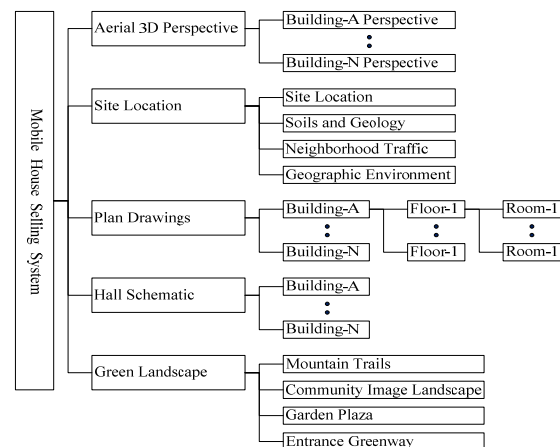 Mobile House Selling System
Aerial 3D Perspective
Building-A Perspective
Building-N Perspective
Site Location
Site Location
Soils and Geology
Neighborhood Traffic
Geographic Environment
Plan Drawings
Building-A
Floor-1
Room-1
Building-N
Floor-1
Room-1
Hall Schematic
Building-A
Building-N
Green Landscape
Mountain Trails
Community Image Landscape
Garden Plaza
Entrance Greenway